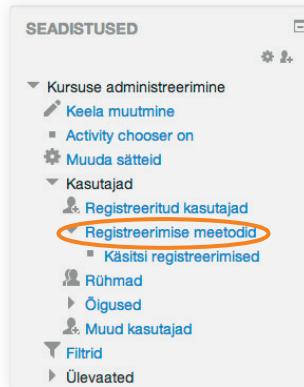 SEADISTUSED
Kursuse administreerimine
Keela muutmine
Activity chooser on
Muuda sätteid
Kasutajad
Registreeritud kasutajad
Registreerimise meetodid
Käsitsi registreerimised
Rühmad
Õigused
Muud kasutajad
Filtrid
Ülevaated